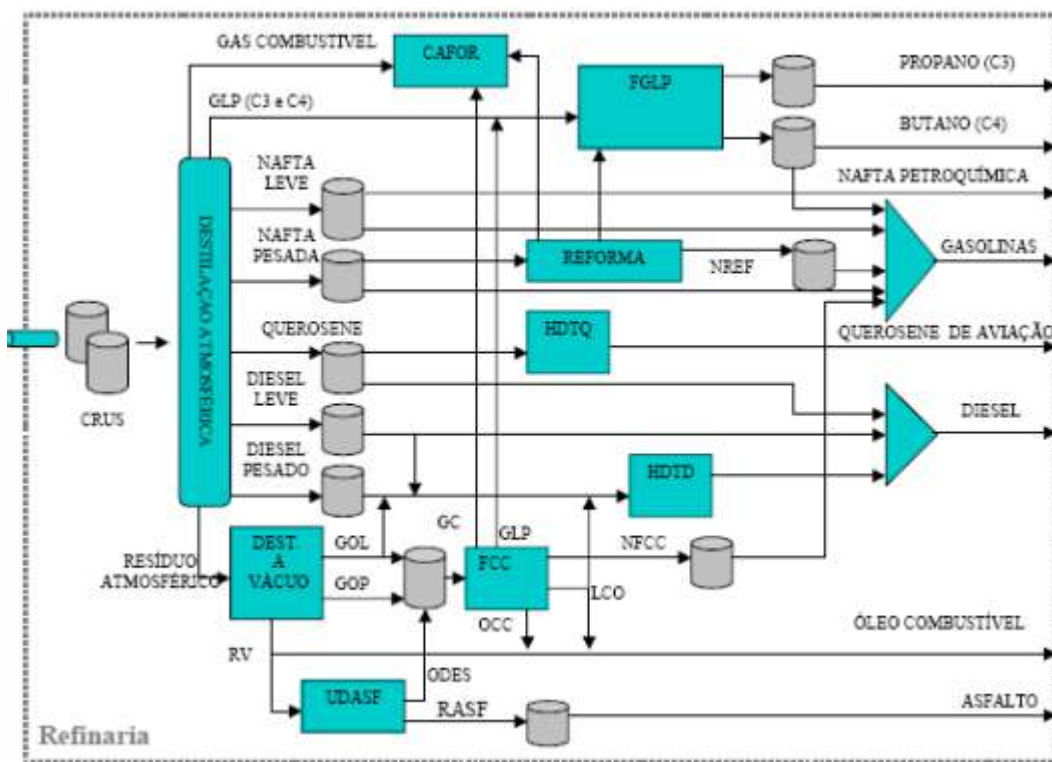 GAS COMBUSTIVEL
CAFOR
PROPANO (C3)
FGLP
GLP (C3 e C4)
BUTANO (C4)
NAFTA
LEVE
NAFTA PETROQUÍMICA
NAFTA
PESADA
REFORMA
NREF
GASOLINAS
DESTILAÇÃO ATMOSFÉRICA
QUEROSENE
HDTQ
QUEROSENE DE AVIAÇÃO
DIESEL
LEVE
CRUS
DIESEL
DIESEL
PESADO
HDTD
GC
GLP
RESÍDUO
ATMOSFÉRICO
DEST.
A
VÁCUO
GOL
GOP
FCC
NFCC
LCO
OCC
ÓLEO COMBUSTÍVEL
RV
ODES
UDASF
RASF
ASFALTO
Refinaria